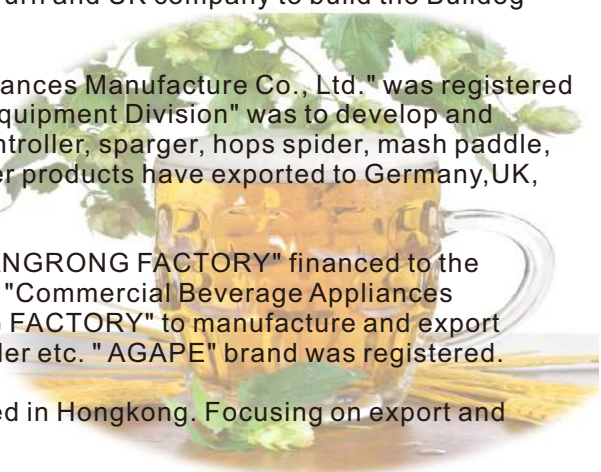 urn and UK company to build the Bulldog
ances Manufacture Co., Ltd." was registered
quipment Division" was to develop and
ntroller, sparger, hops spider, mash paddle,
er products have exported to Germany,UK,
NGRONG FACTORY" financed to the
"Commercial Beverage Appliances
FACTORY" to manufacture and export
ler etc. " AGAPE" brand was registered.
ed in Hongkong. Focusing on export and